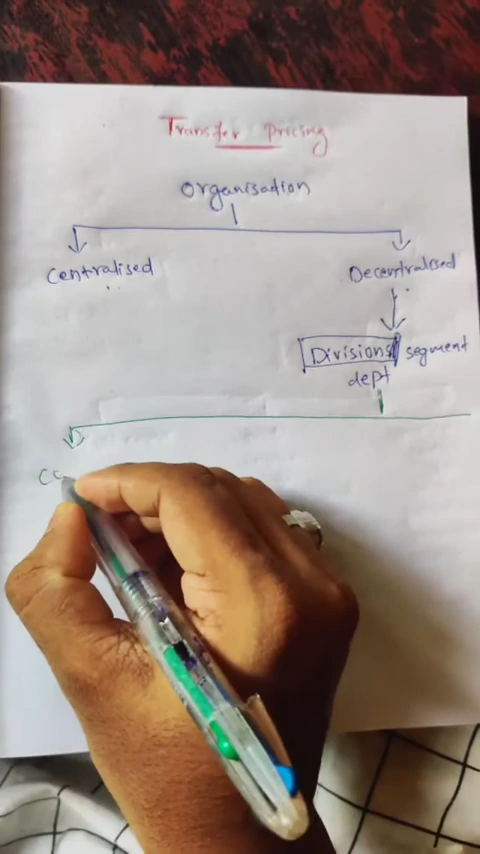 Transfer Pricing
Organisation
Centralised Decentralised
Divisions segment
dept